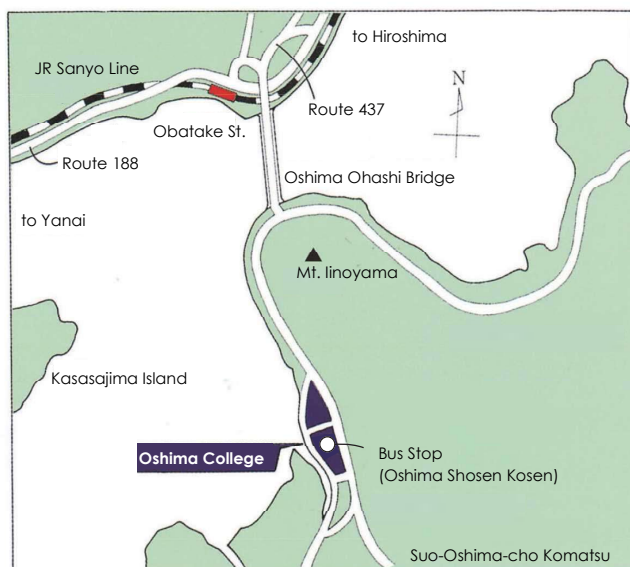 to Hiroshima
JR Sanyo Line
N
Route 437
Obatake St.
Route 188
Oshima Ohashi Bridge
to Yanai
Mt. Iinoyama
Kasasajima Island
Bus Stop
(Oshima Shosen Kosen)
Oshima College
Suo-Oshima-cho Komatsu